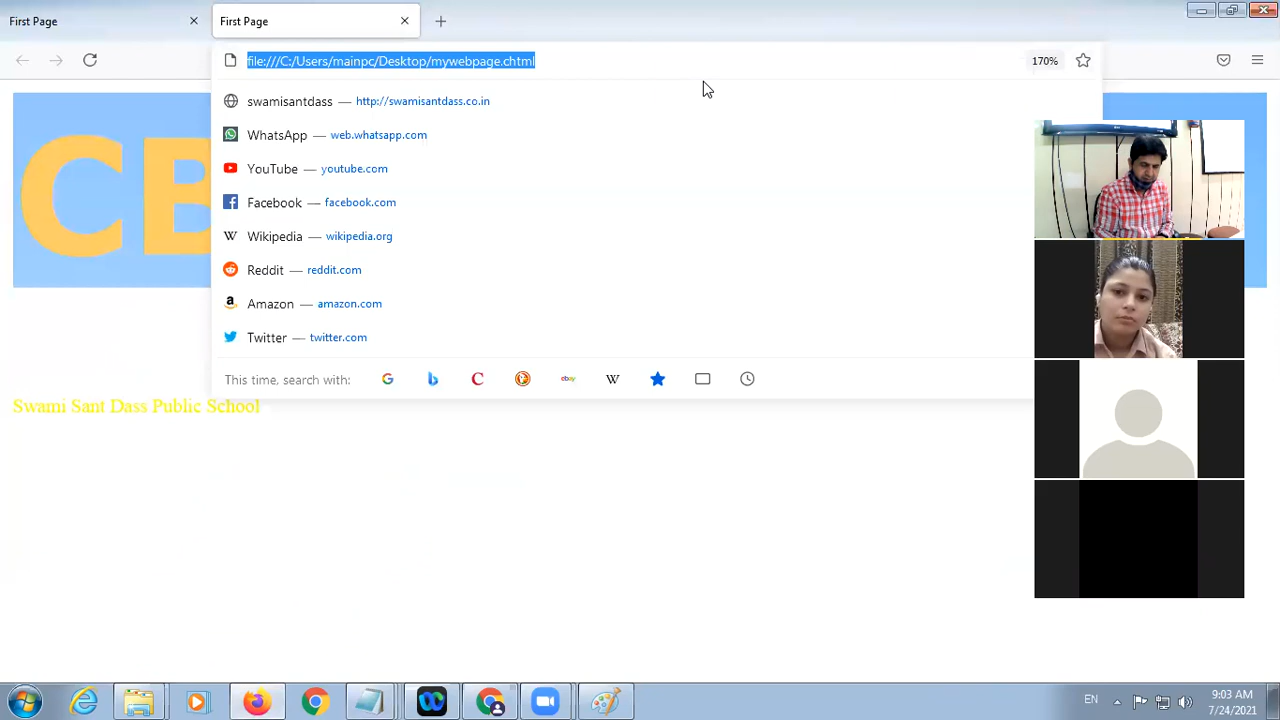 First Page
First Page
file:///C:/Users/mainpc/Desktop/mywebpage.chtml
170%
swamisantdass — http://swamisantdass.co.in
WhatsApp — web.whatsapp.com
YouTube — youtube.com
Facebook — facebook.com
Wikipedia — wikipedia.org
Reddit — reddit.com
Amazon — amazon.com
Twitter — twitter.com
This time, search with:
CB
Swami Sant Dass Public School
EN
9:03 AM
7/24/2021